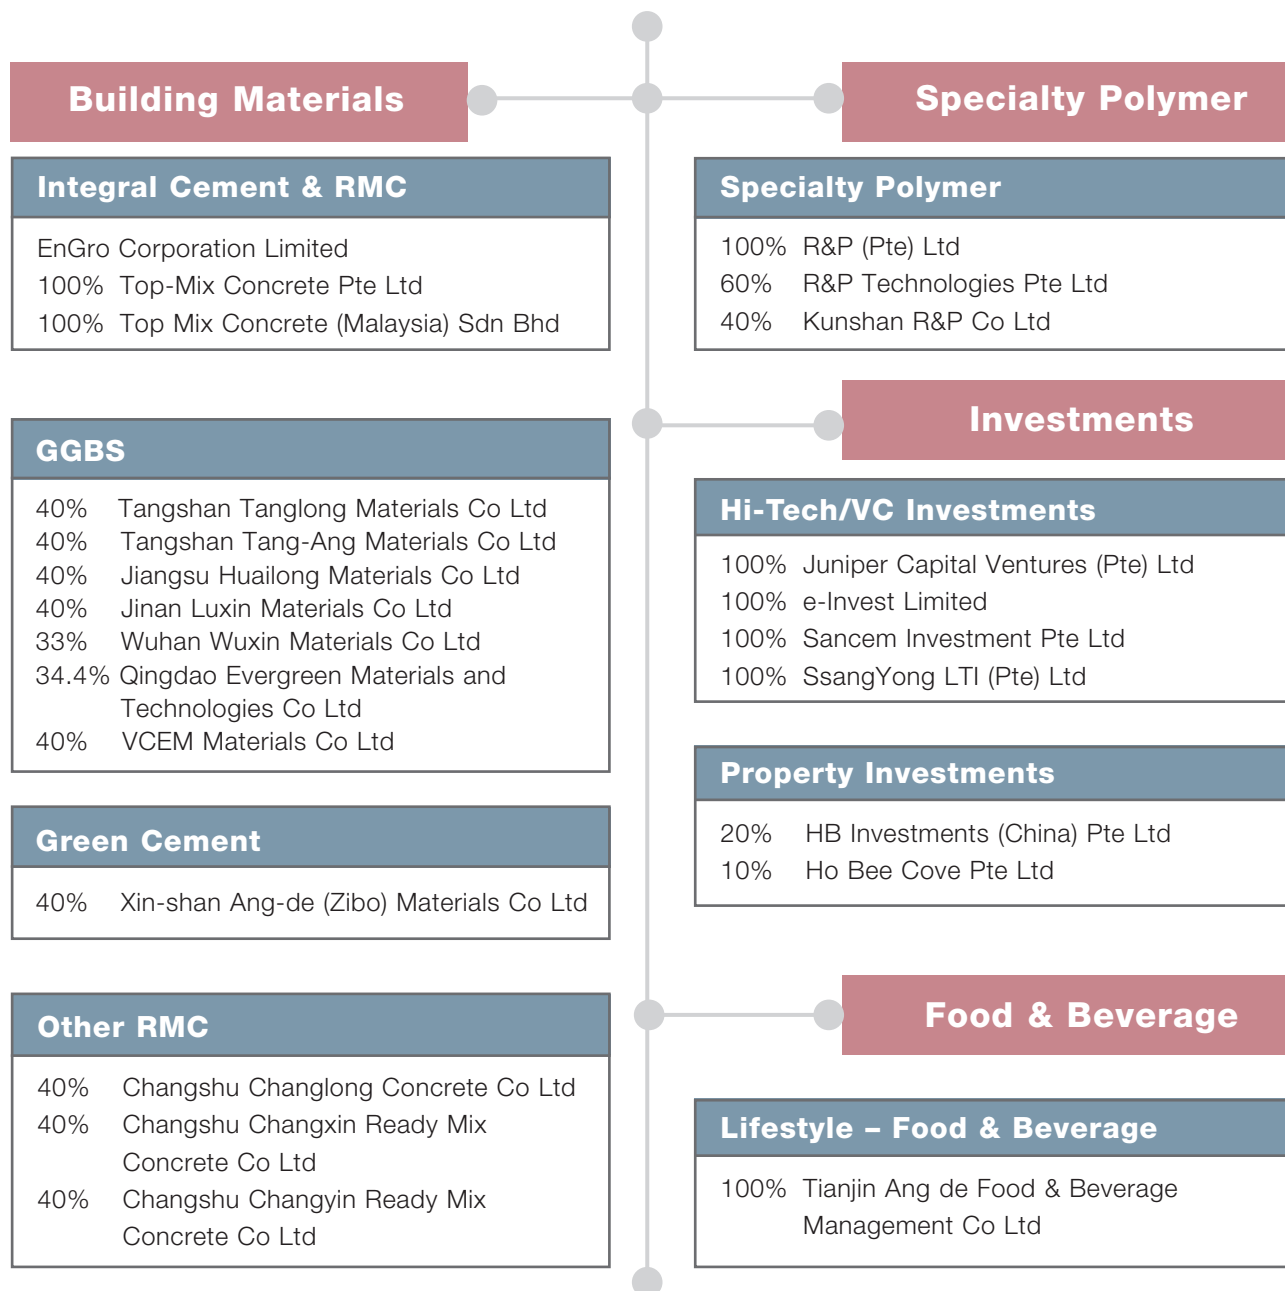 Building Materials
Integral Cement & RMC
EnGro Corporation Limited
100% Top-Mix Concrete Pte Ltd
100% Top Mix Concrete (Malaysia) Sdn Bhd
GGBS
40% Tangshan Tanglong Materials Co Ltd
40% Tangshan Tang-Ang Materials Co Ltd
40% Jiangsu Huailong Materials Co Ltd
40% Jinan Luxin Materials Co Ltd
33% Wuhan Wuxin Materials Co Ltd
34.4% Qingdao Evergreen Materials and
Technologies Co Ltd
40% VCEM Materials Co Ltd
Green Cement
40% Xin-shan Ang-de (Zibo) Materials Co Ltd
Other RMC
40% Changshu Changlong Concrete Co Ltd
40% Changshu Changxin Ready Mix
Concrete Co Ltd
40% Changshu Changyin Ready Mix
Concrete Co Ltd
Specialty Polymer
Specialty Polymer
100% R&P (Pte) Ltd
60% R&P Technologies Pte Ltd
40% Kunshan R&P Co Ltd
Investments
Hi-Tech/VC Investments
100% Juniper Capital Ventures (Pte) Ltd
100% e-Invest Limited
100% Sancem Investment Pte Ltd
100% SsangYong LTI (Pte) Ltd
Property Investments
20% HB Investments (China) Pte Ltd
10% Ho Bee Cove Pte Ltd
Food & Beverage
Lifestyle – Food & Beverage
100% Tianjin Ang de Food & Beverage
Management Co Ltd